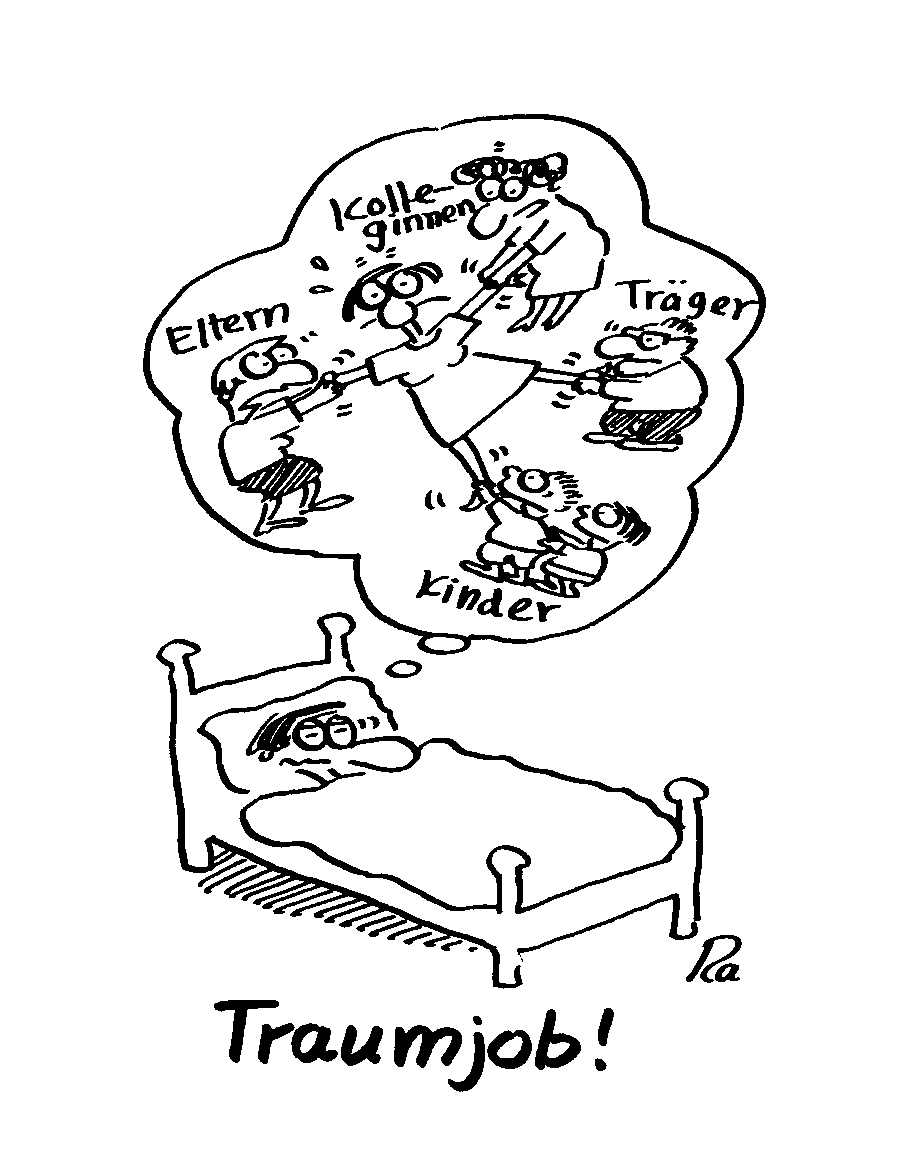 Kolle-
ginnen
Eltern
Träger
Kinder
Ra
Traumjob!